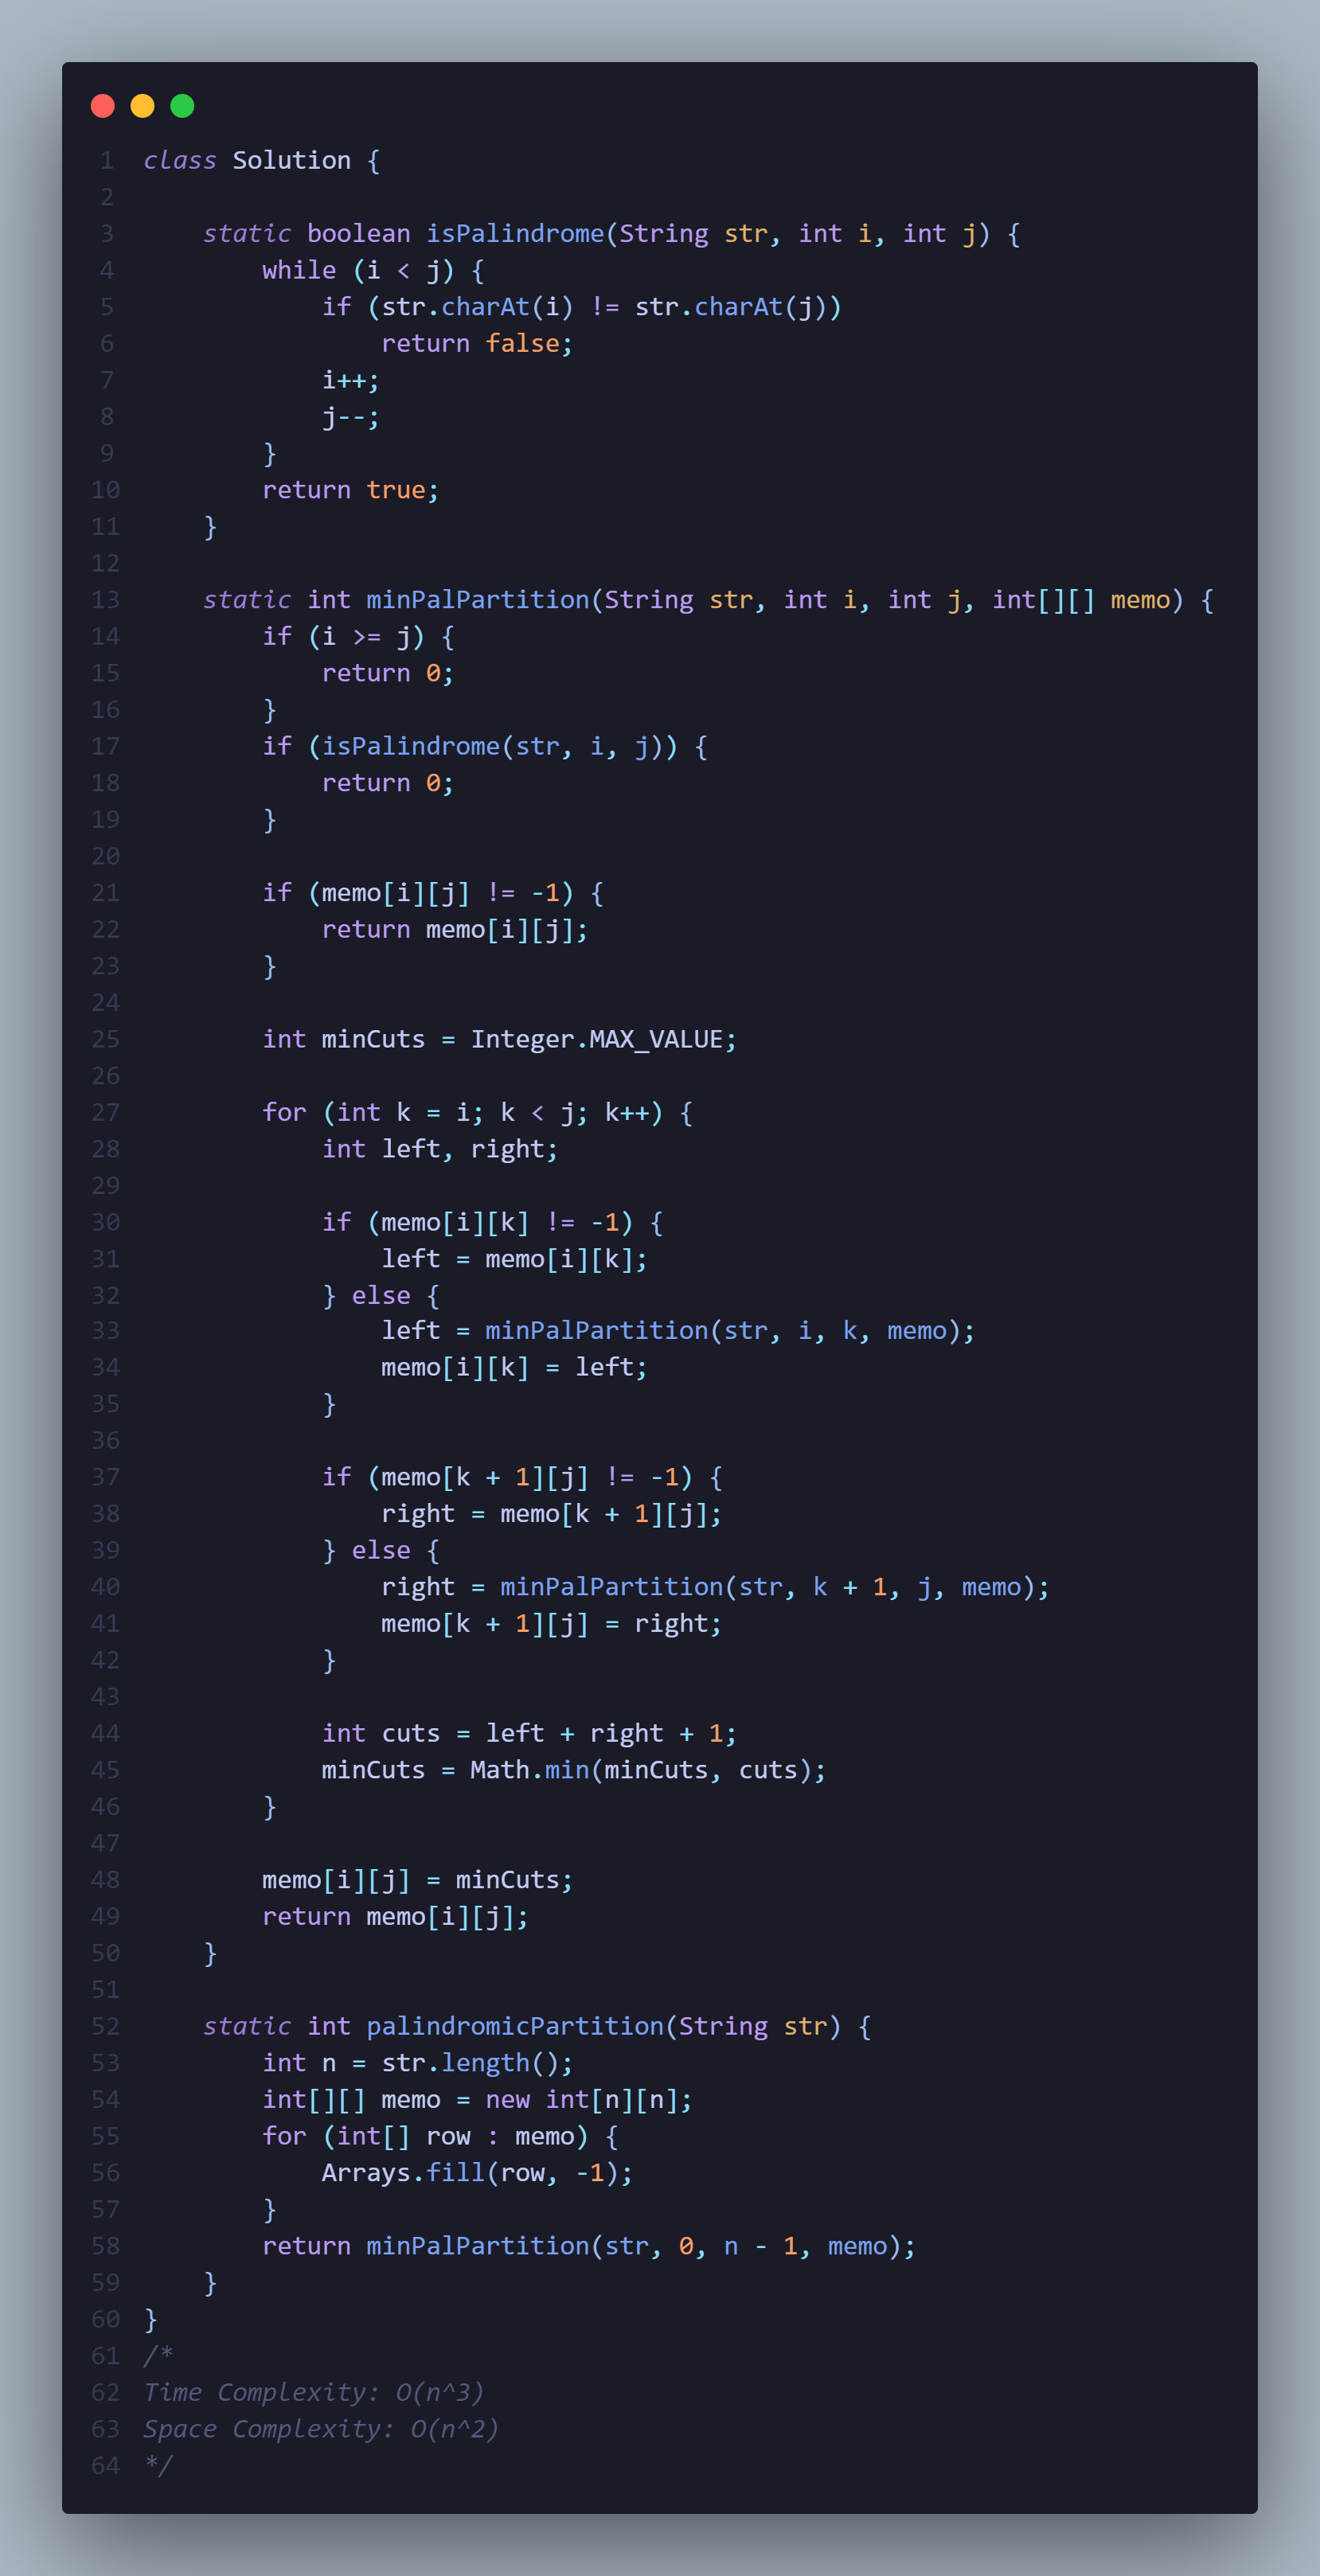 1 class Solution {
2
3     static boolean isPalindrome(String str, int i, int j) {
4         while (i < j) {
5             if (str.charAt(i) != str.charAt(j))
6                 return false;
7             i++;
8             j--;
9         }
10         return true;
11     }
12
13     static int minPalPartition(String str, int i, int j, int[][] memo) {
14         if (i >= j) {
15             return 0;
16         }
17         if (isPalindrome(str, i, j)) {
18             return 0;
19         }
20
21         if (memo[i][j] != -1) {
22             return memo[i][j];
23         }
24
25         int minCuts = Integer.MAX_VALUE;
26
27         for (int k = i; k < j; k++) {
28             int left, right;
29
30             if (memo[i][k] != -1) {
31                 left = memo[i][k];
32             } else {
33                 left = minPalPartition(str, i, k, memo);
34                 memo[i][k] = left;
35             }
36
37             if (memo[k + 1][j] != -1) {
38                 right = memo[k + 1][j];
39             } else {
40                 right = minPalPartition(str, k + 1, j, memo);
41                 memo[k + 1][j] = right;
42             }
43
44             int cuts = left + right + 1;
45             minCuts = Math.min(minCuts, cuts);
46         }
47
48         memo[i][j] = minCuts;
49         return memo[i][j];
50     }
51
52     static int palindromicPartition(String str) {
53         int n = str.length();
54         int[][] memo = new int[n][n];
55         for (int[] row : memo) {
56             Arrays.fill(row, -1);
57         }
58         return minPalPartition(str, 0, n - 1, memo);
59     }
60 }
61 /*
62 Time Complexity: O(n^3)
63 Space Complexity: O(n^2)
64 */